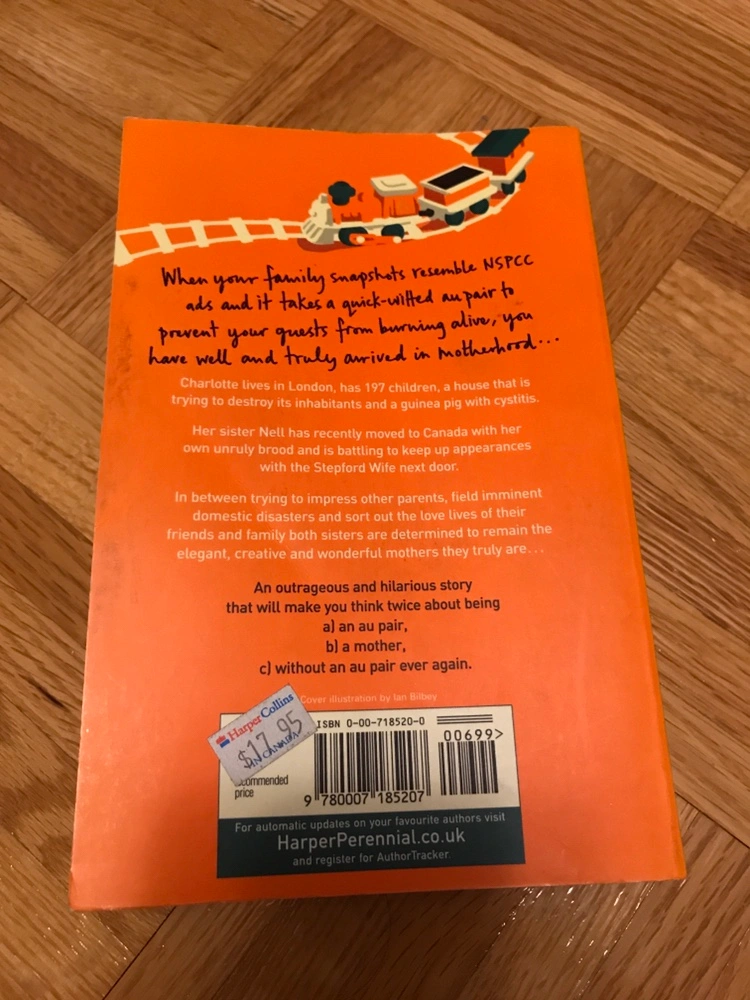 When your family snapshots resemble NSPCC
ads and it takes a quick-witted au pair to
prevent your guests from burning alive, you
have well and truly arrived in motherhood...
Charlotte lives in London, has 197 children, a house that is
trying to destroy its inhabitants and a guinea pig with cystitis.
Her sister Nell has recently moved to Canada with her
own unruly brood and is battling to keep up appearances
with the Stepford Wife next door.
In between trying to impress other parents, field imminent
domestic disasters and sort out the love lives of their
friends and family both sisters are determined to remain the
elegant, creative and wonderful mothers they truly are...
An outrageous and hilarious story
that will make you think twice about being
a) an au pair,
b) a mother,
c) without an au pair ever again.
Cover illustration by Ian Bilbey
HarperCollins
$17.95
IN CANADA
ISBN 0-00-718520-0
00699>
price
9 780007 185207
For automatic updates on your favourite authors visit
HarperPerennial.co.uk
and register for AuthorTracker